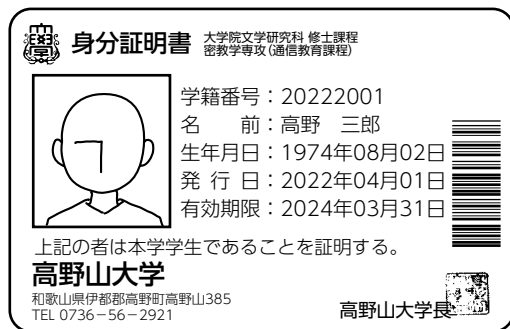 身分証明書 大学院文学研究科 修士課程
密教学専攻(通信教育課程)
学籍番号：20222001
名　　前：高野　三郎
生年月日：1974年08月02日
発 行 日：2022年04月01日
有効期限：2024年03月31日
上記の者は本学学生であることを証明する。
高野山大学
和歌山県伊都郡高野町高野山385
TEL 0736-56-2921
高野山大学長